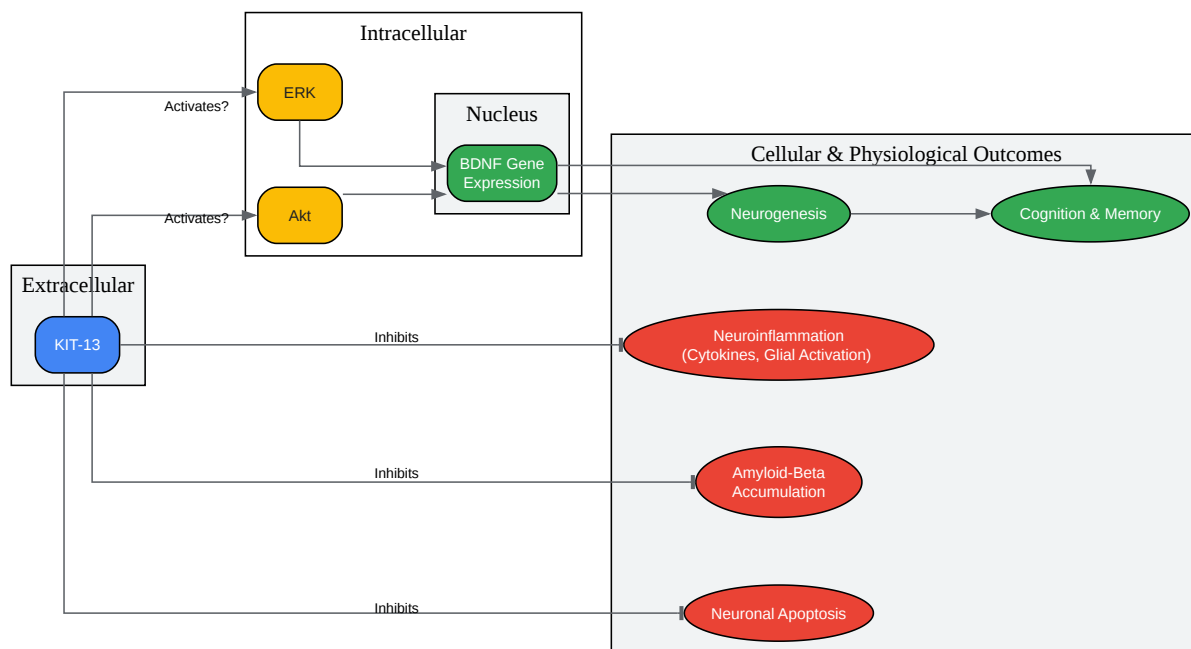 Intracellular
ERK
Activates?
Nucleus
BDNF Gene
Expression
Cellular & Physiological Outcomes
Akt
Activates?
Neurogenesis
Cognition & Memory
Extracellular
KIT-13
Inhibits
Neuroinflammation
(Cytokines, Glial Activation)
Inhibits
Amyloid-Beta
Accumulation
Inhibits
Neuronal Apoptosis